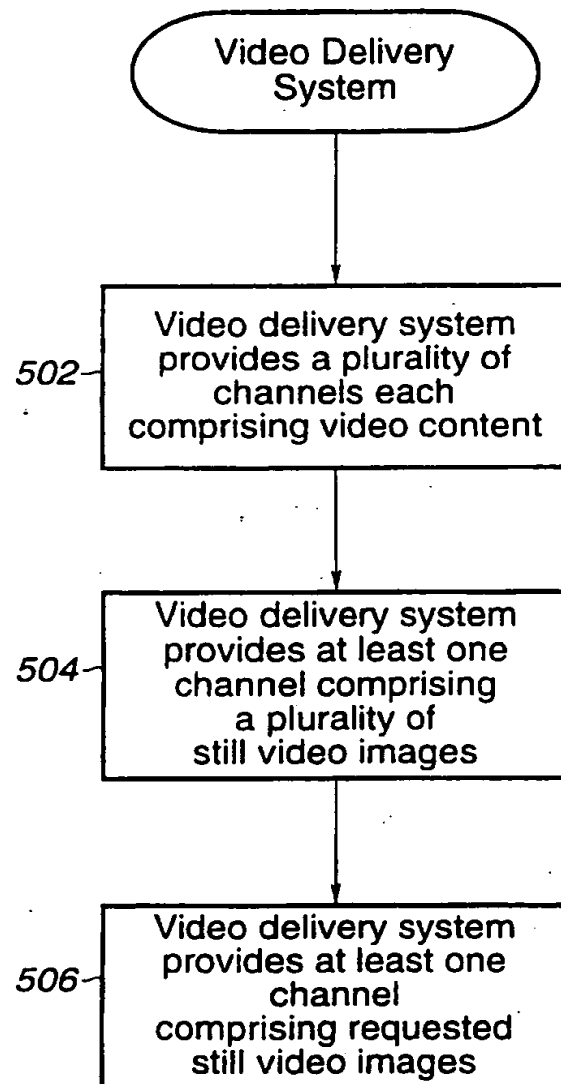 Video Delivery
System
502
Video delivery system
provides a plurality of
channels each
comprising video content
504
Video delivery system
provides at least one
channel comprising
a plurality of
still video images
506
Video delivery system
provides at least one
channel
comprising requested
still video images